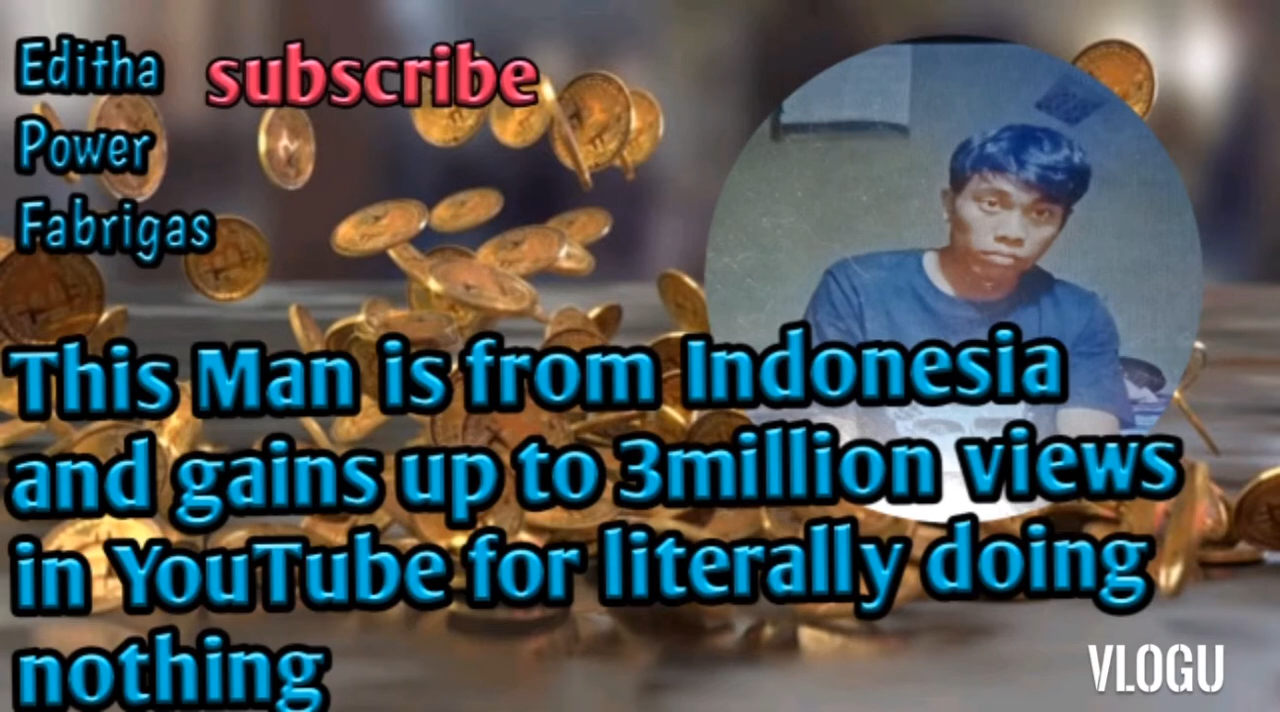 Editha
subscribe
Power
Fabrigas
This Man is from Indonesia
and gains up to 3million views
in YouTube for literally doing
nothing
VLOGU